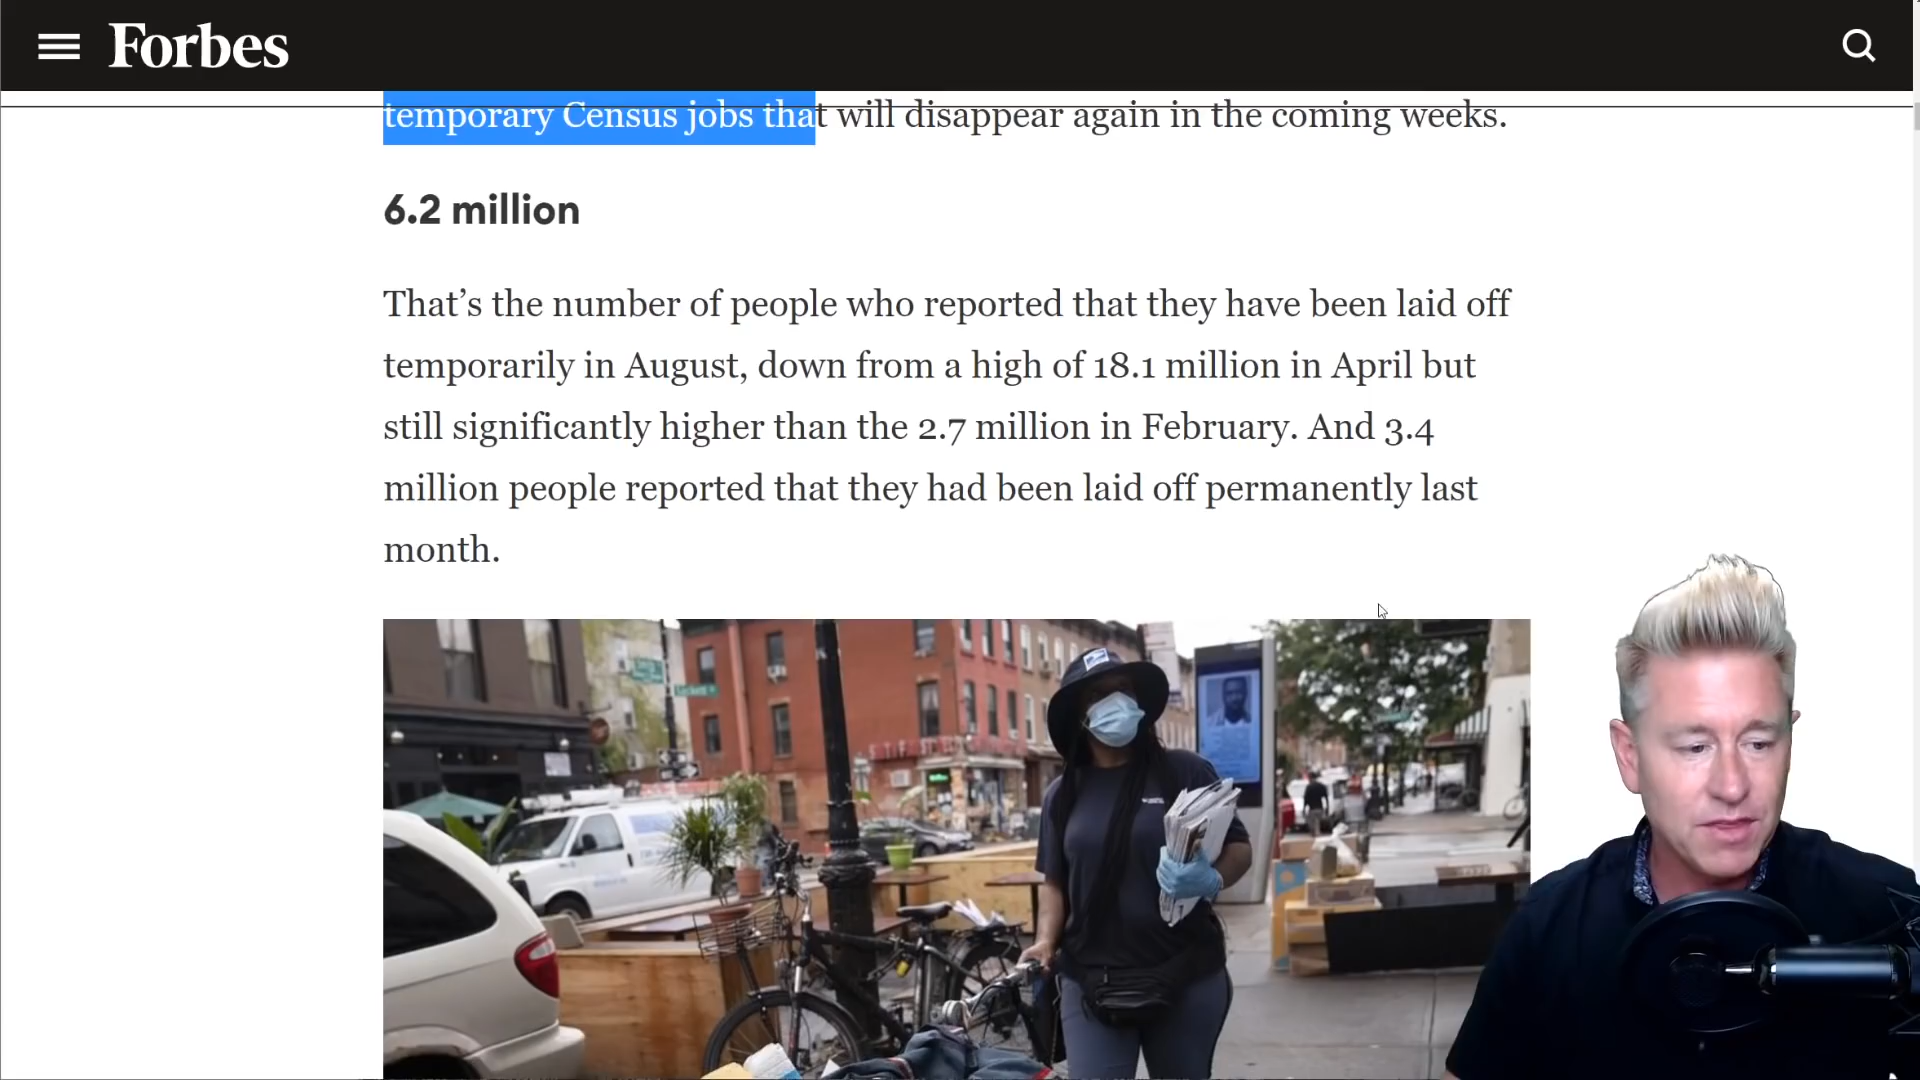 Forbes
temporary Census jobs that will disappear again in the coming weeks.
6.2 million
That’s the number of people who reported that they have been laid off
temporarily in August, down from a high of 18.1 million in April but
still significantly higher than the 2.7 million in February. And 3.4
million people reported that they had been laid off permanently last
month.